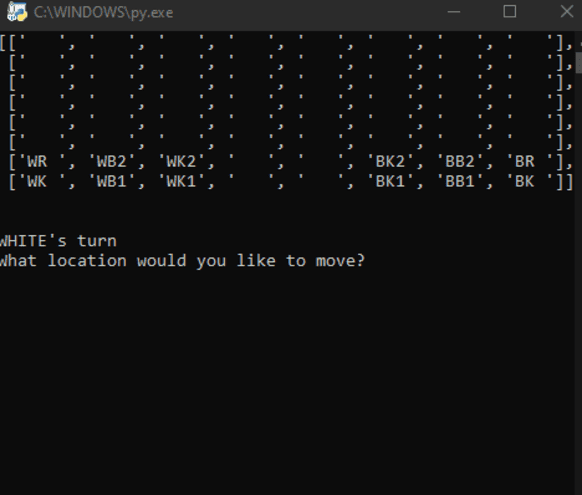 C:\WINDOWS\py.exe
[['   ', '   ', '   ', '   ', '   ', '   ', '   ', '   '],
 ['   ', '   ', '   ', '   ', '   ', '   ', '   ', '   '],
 ['   ', '   ', '   ', '   ', '   ', '   ', '   ', '   '],
 ['   ', '   ', '   ', '   ', '   ', '   ', '   ', '   '],
 ['   ', '   ', '   ', '   ', '   ', '   ', '   ', '   '],
 ['   ', '   ', '   ', '   ', '   ', '   ', '   ', '   '],
 ['WR ', 'WB2', 'WK2', '   ', '   ', 'BK2', 'BB2', 'BR '],
 ['WK ', 'WB1', 'WK1', '   ', '   ', 'BK1', 'BB1', 'BK ']]
WHITE's turn
What location would you like to move?